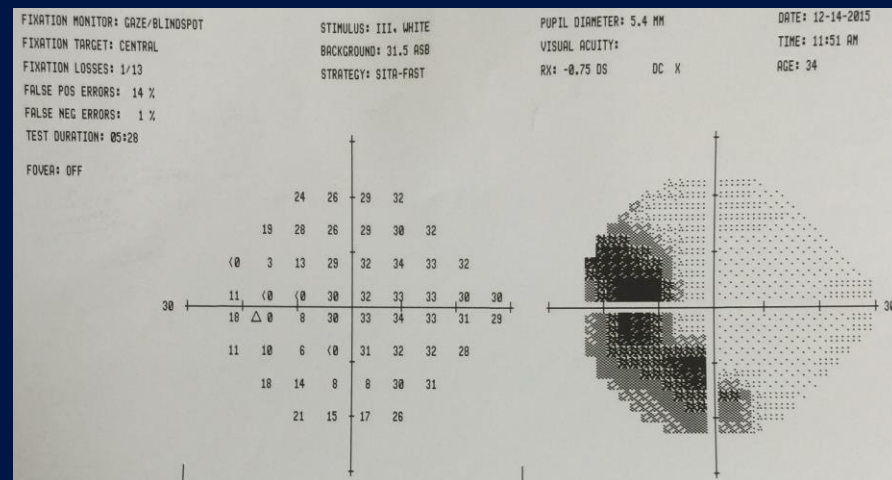 FIXATION MONITOR: GAZE/BLINDSPOT
FIXATION TARGET: CENTRAL
FIXATION LOSSES: 1/13
FALSE POS ERRORS: 14 %
FALSE NEG ERRORS: 1 %
TEST DURATION: 05:28
FOVEA: OFF
STIMULUS: III, WHITE
BACKGROUND: 31.5 ASB
STRATEGY: SITA-FAST
PUPIL DIAMETER: 5.4 MM
VISUAL ACUITY:
RX: -0.75 DS DC X
DATE: 12-14-2015
TIME: 11:51 AM
AGE: 34
24 26 29 32
19 28 26 29 30 32
<0 3 13 29 32 34 33 32
11 <0 <0 30 32 33 33 30 30
30
18 △ 0 8 30 33 34 33 31 29
11 10 6 <0 31 32 32 28
18 14 8 8 30 31
21 15 17 26
30